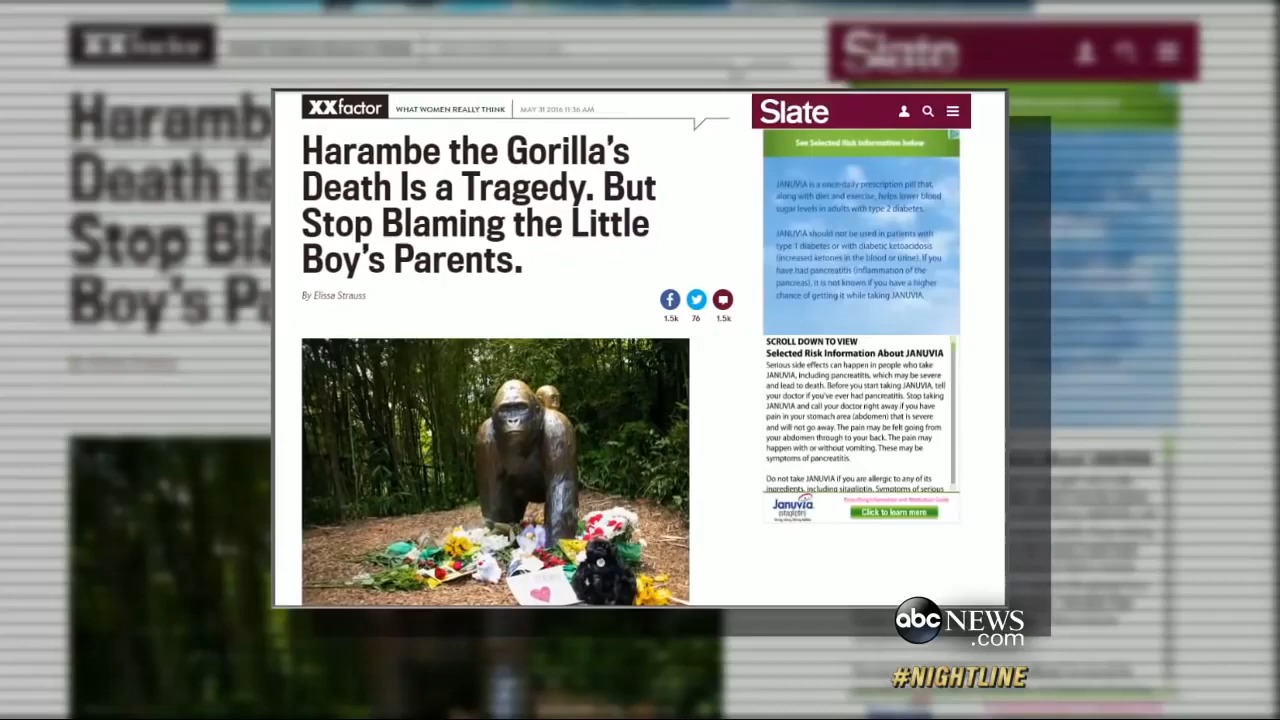 XXfactor
WHAT WOMEN REALLY THINK
MAY 31 2016 11:36 AM
Slate
Harambe the Gorilla's
Death Is a Tragedy. But
Stop Blaming the Little
Boy's Parents.
By Elissa Strauss
1.5k
76
1.5k
See Selected Risk Information below
JANUVIA is a once-daily prescription pill that,
along with diet and exercise, helps lower blood
sugar levels in adults with type 2 diabetes.
JANUVIA should not be used in patients with
type 1 diabetes or with diabetic ketoacidosis
(increased ketones in the blood or urine). If you
have had pancreatitis (inflammation of the
pancreas), it is not known if you have a higher
chance of getting it while taking JANUVIA.
SCROLL DOWN TO VIEW
Selected Risk Information About JANUVIA
Serious side effects can happen in people who take
JANUVIA, including pancreatitis, which may be severe
and lead to death. Before you start taking JANUVIA, tell
your doctor if you've ever had pancreatitis. Stop taking
JANUVIA and call your doctor right away if you have
pain in your stomach area (abdomen) that is severe
and will not go away. The pain may be felt going from
your abdomen through to your back. The pain may
happen with or without vomiting. These may be
symptoms of pancreatitis.
Do not take JANUVIA if you are allergic to any of its
ingredients, including sitagliptin. Symptoms of serious
Januvia
Click to learn more
abc NEWS
.com
#NIGHTLINE